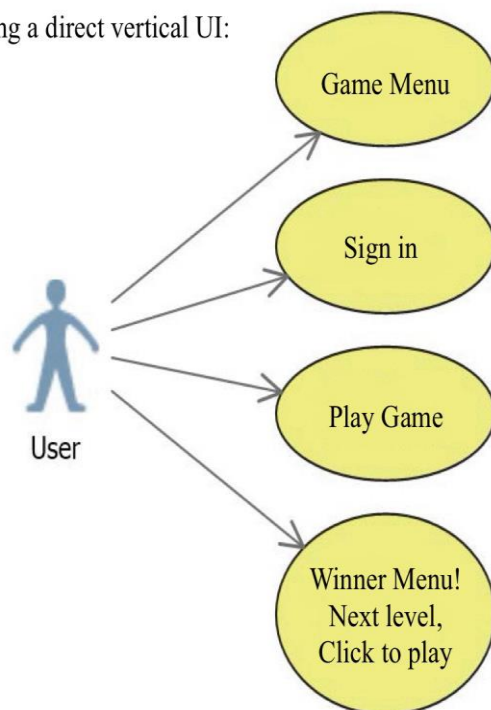 ng a direct vertical UI:
Game Menu
Sign in
Play Game
User
Winner Menu!
Next level,
Click to play